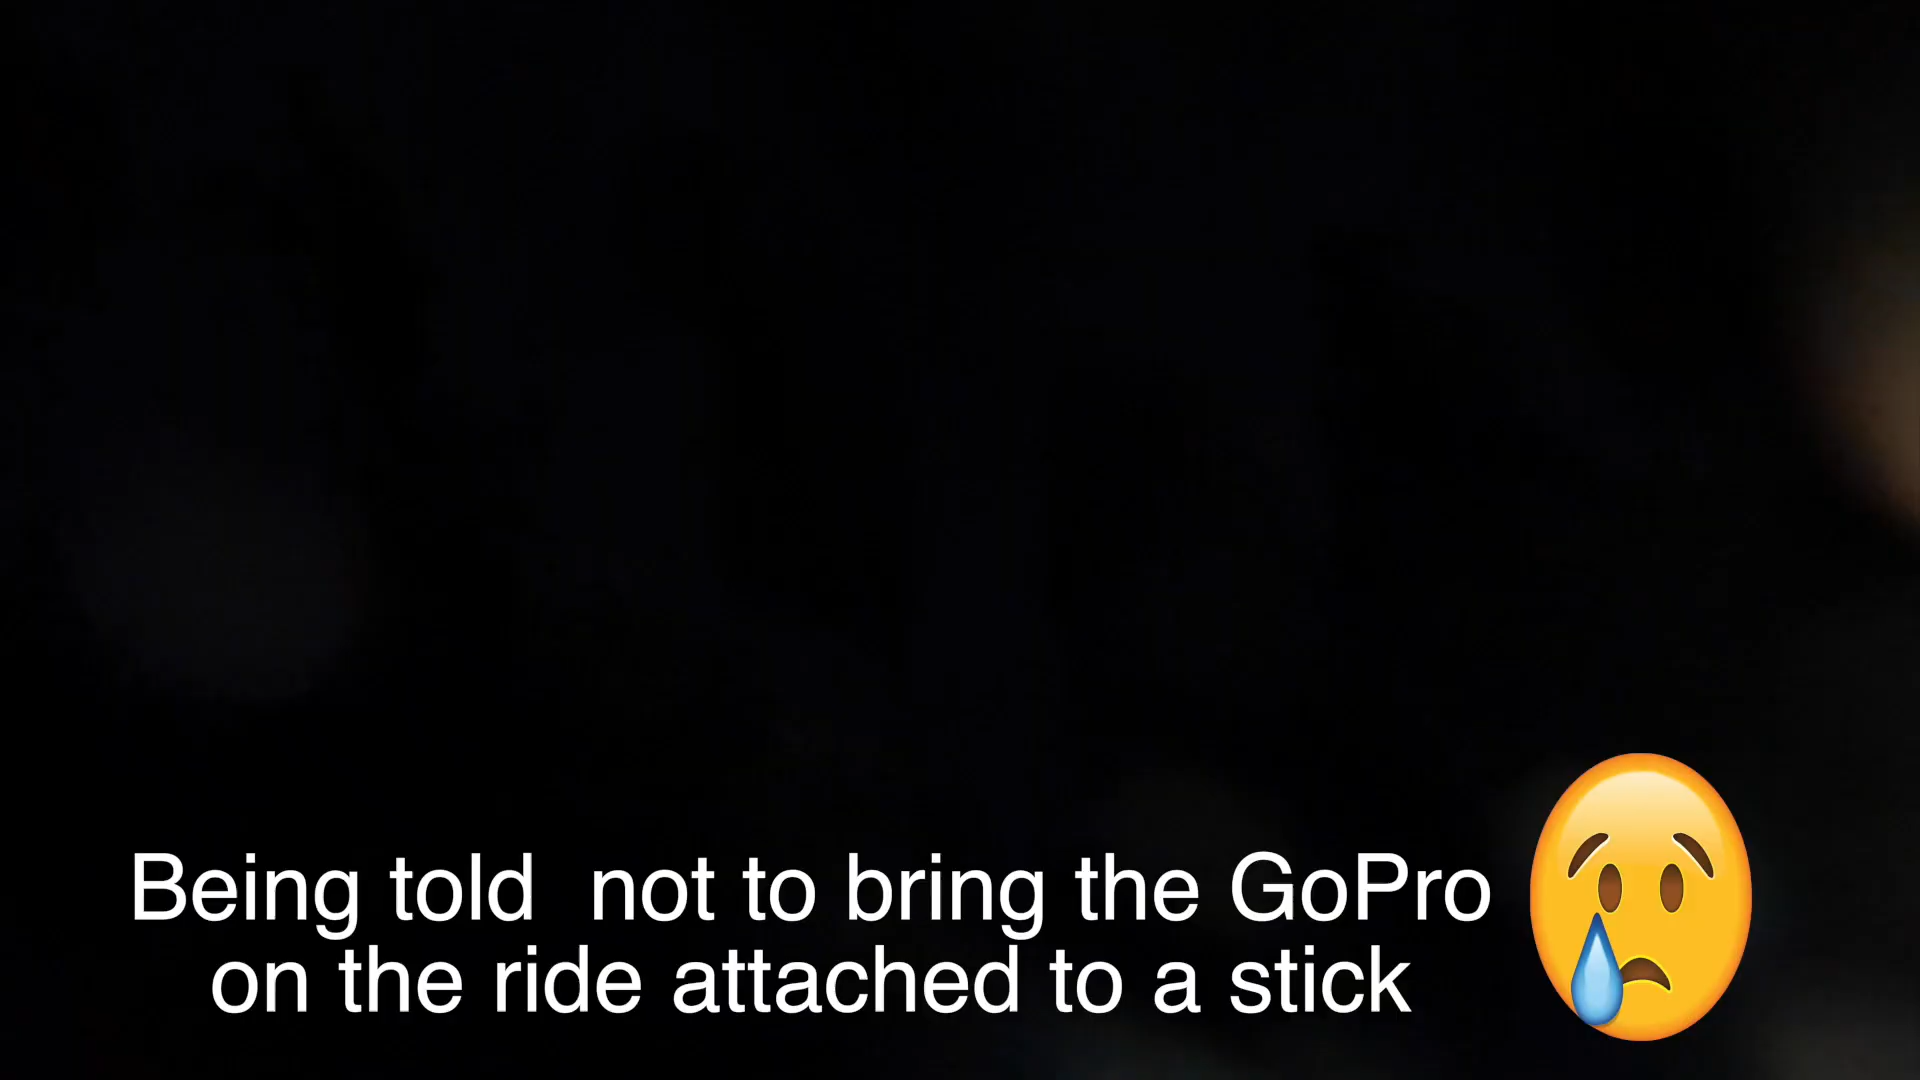 Being told  not to bring the GoPro
on the ride attached to a stick